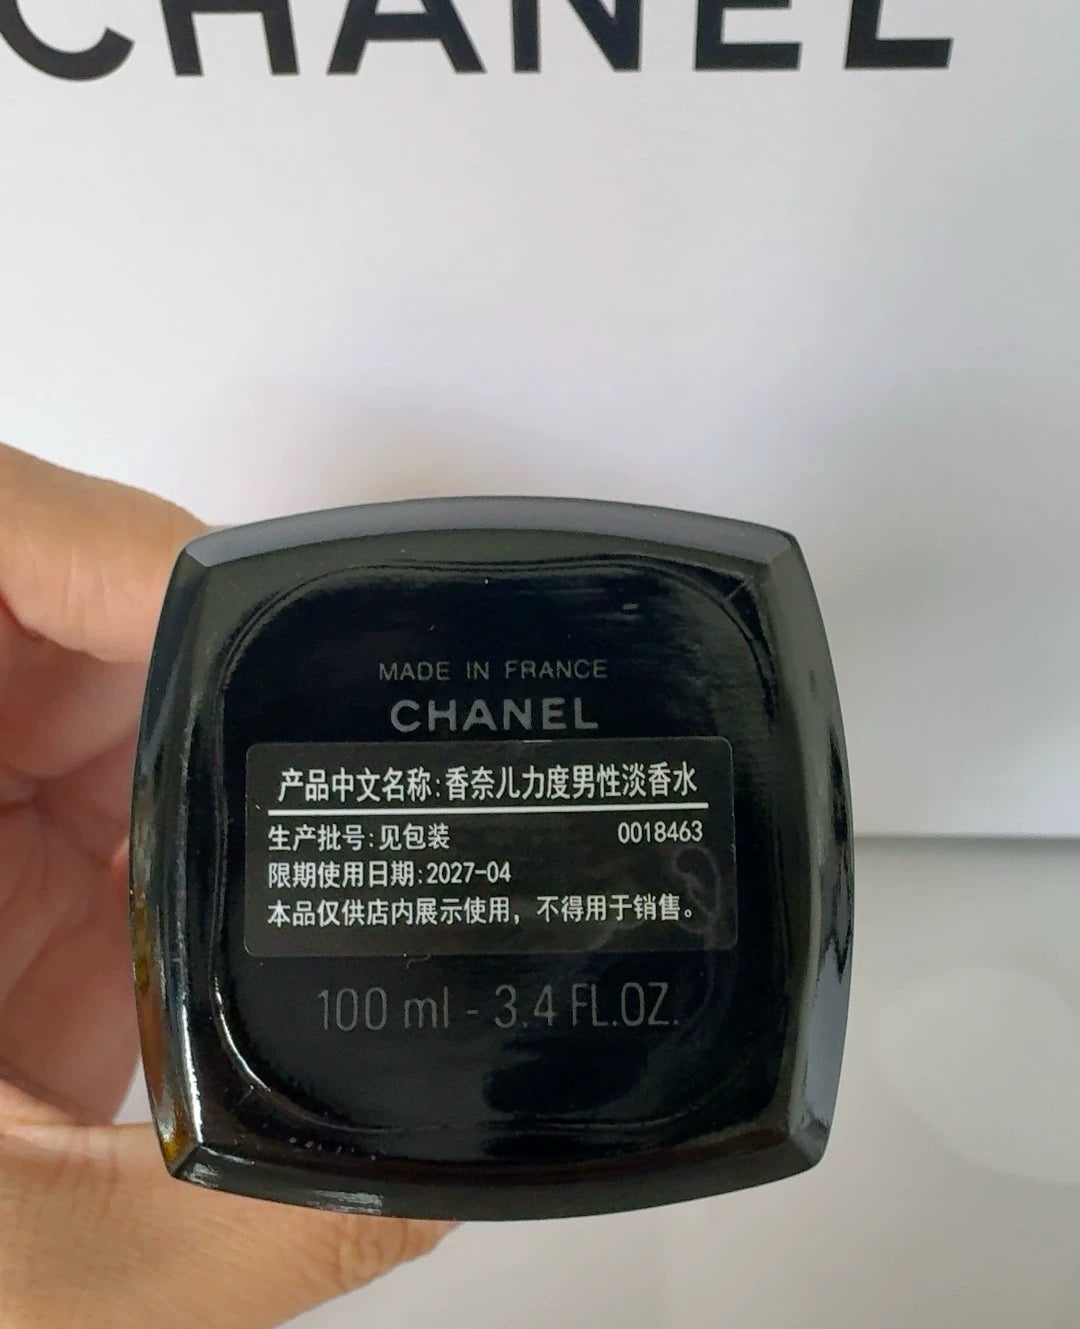 CHANEL
MADE IN FRANCE
CHANEL
产品中文名称:香奈儿力度男性淡香水
生产批号:见包装 0018463
限期使用日期:2027-04
本品仅供店内展示使用，不得用于销售。
100 ml - 3.4 FL.OZ.